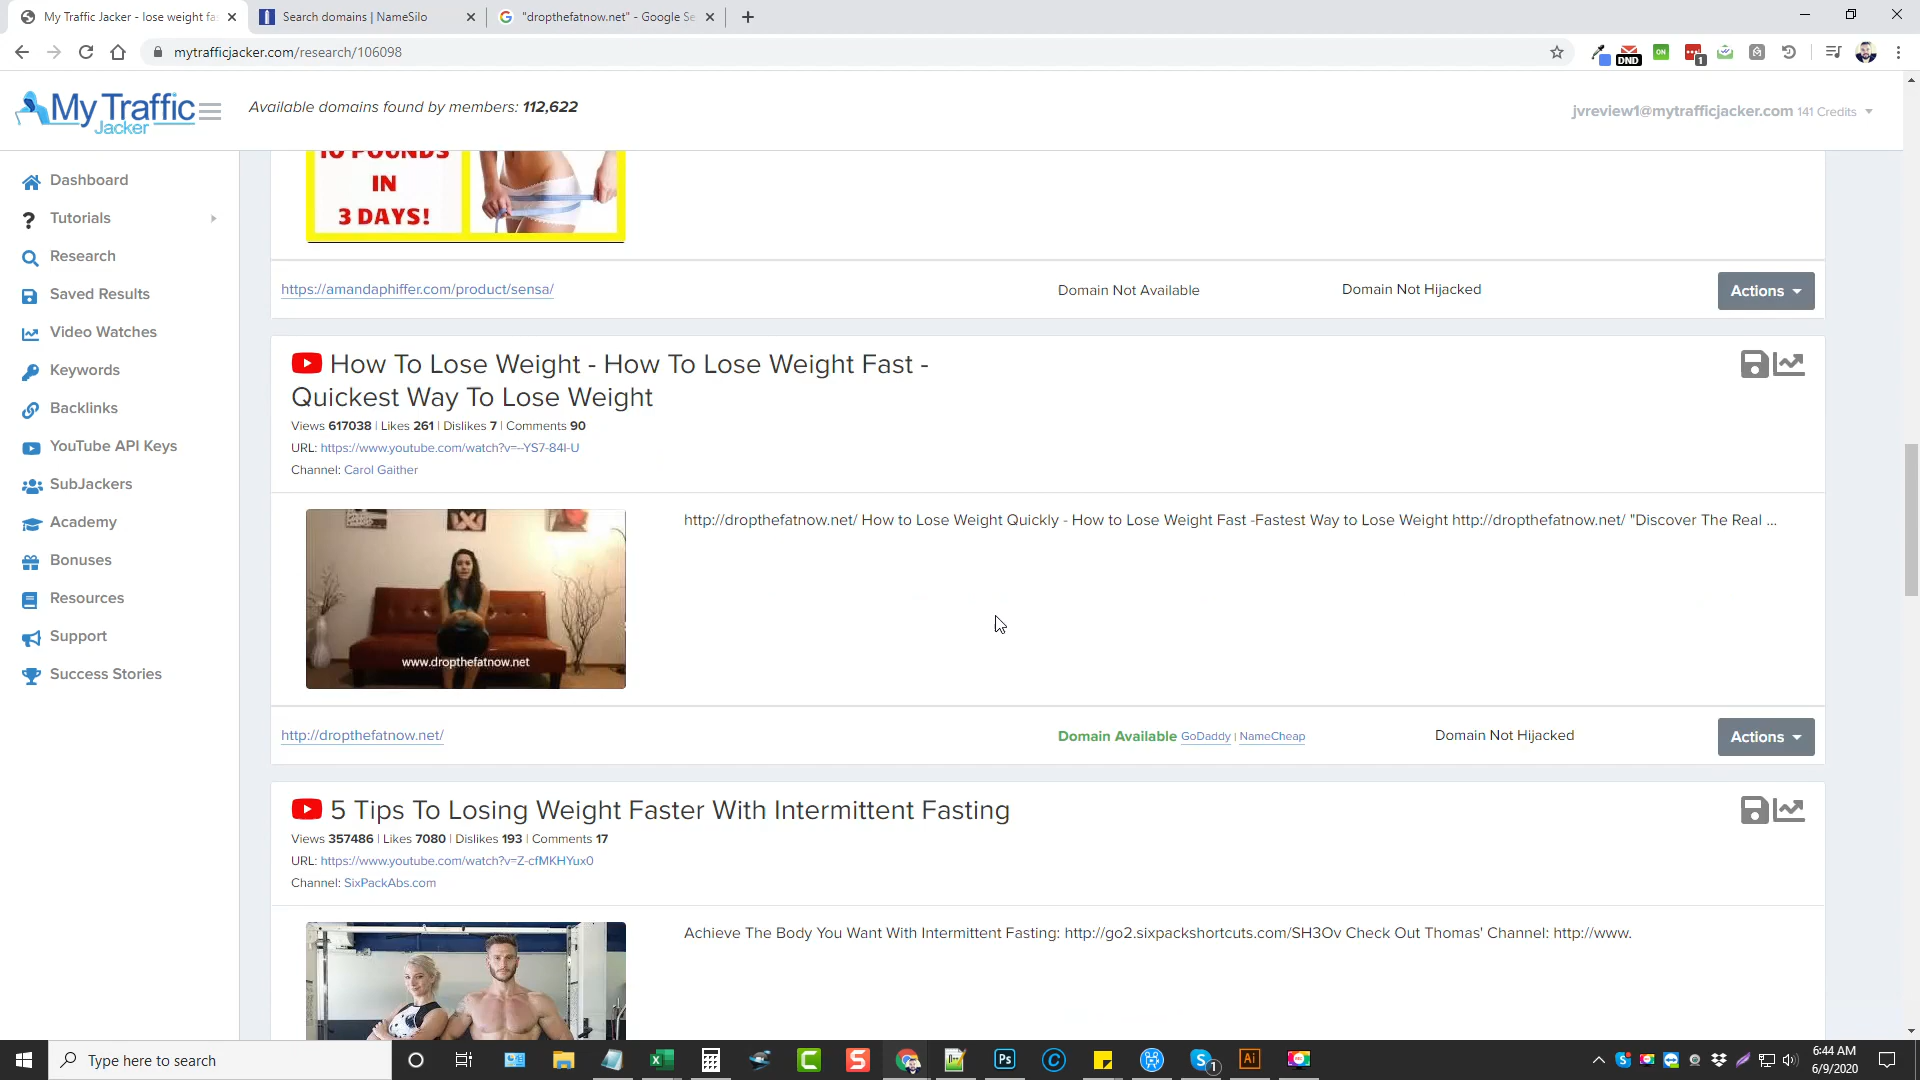 My Traffic Jacker - lose weight fa
Search domains | NameSilo
"dropthefatnow.net" - Google Se
mytrafficjacker.com/research/106098
DND
ON
1
My Traffic
Jacker
Available domains found by members: 112,622
jvreview1@mytrafficjacker.com 141 Credits
Dashboard
Tutorials
Research
Saved Results
Video Watches
Keywords
Backlinks
YouTube API Keys
SubJackers
Academy
Bonuses
Resources
Support
Success Stories
10 POUNDS
IN
3 DAYS!
https://amandaphiffer.com/product/sensa/
Domain Not Available
Domain Not Hijacked
Actions
How To Lose Weight - How To Lose Weight Fast -
Quickest Way To Lose Weight
Views 617038 | Likes 261 | Dislikes 7 | Comments 90
URL: https://www.youtube.com/watch?v=--YS7-84I-U
Channel: Carol Gaither
www.dropthefatnow.net
http://dropthefatnow.net/ How to Lose Weight Quickly - How to Lose Weight Fast -Fastest Way to Lose Weight http://dropthefatnow.net/ "Discover The Real ...
http://dropthefatnow.net/
Domain Available GoDaddy | NameCheap
Domain Not Hijacked
Actions
5 Tips To Losing Weight Faster With Intermittent Fasting
Views 357486 | Likes 7080 | Dislikes 193 | Comments 17
URL: https://www.youtube.com/watch?v=Z-cfMKHYux0
Channel: SixPackAbs.com
Achieve The Body You Want With Intermittent Fasting: http://go2.sixpackshortcuts.com/SH3Ov Check Out Thomas' Channel: http://www.
Type here to search
Ps
Ai
1
6:44 AM
6/9/2020